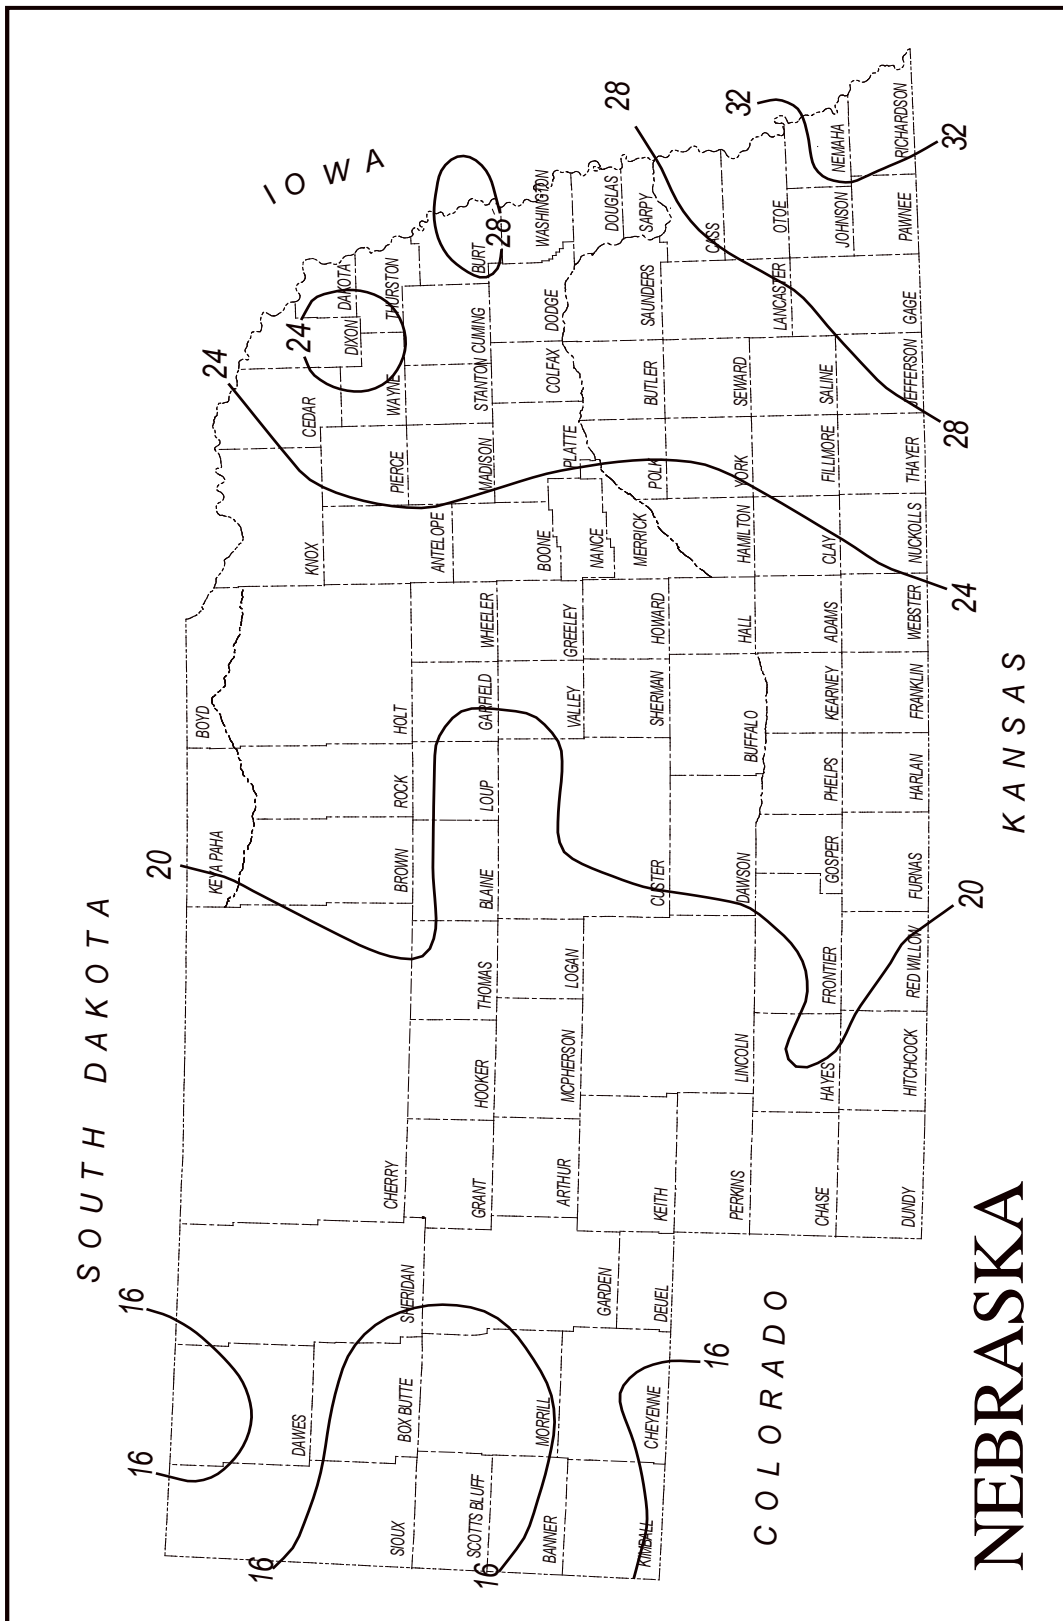 SOUTH DAKOTA
IOWA
KANSAS
COLORADO
NEBRASKA
16
16
16
16
16
20
20
24
24
24
28
28
28
32
32
SIOUX
DAWES
BOX BUTTE
SHERIDAN
SCOTTS BLUFF
BANNER
MORRILL
KIMBALL
CHEYENNE
GARDEN
DEUEL
CHERRY
GRANT
HOOKER
THOMAS
ARTHUR
MCPHERSON
LOGAN
KEITH
PERKINS
LINCOLN
CHASE
HAYES
FRONTIER
DUNDY
HITCHCOCK
RED WILLOW
KEYA PAHA
BOYD
BROWN
ROCK
HOLT
BLAINE
LOUP
GARFIELD
WHEELER
CUSTER
VALLEY
GREELEY
SHERMAN
HOWARD
DAWSON
BUFFALO
HALL
GOSPER
PHELPS
KEARNEY
ADAMS
FURNAS
HARLAN
FRANKLIN
WEBSTER
KNOX
CEDAR
DIXON
DAKOTA
ANTELOPE
PIERCE
WAYNE
THURSTON
BOONE
MADISON
STANTON
CUMING
BURT
NANCE
PLATTE
COLFAX
DODGE
WASHINGTON
MERRICK
POLK
BUTLER
SAUNDERS
DOUGLAS
SARPY
HAMILTON
YORK
SEWARD
LANCASTER
CASS
OTOE
CLAY
FILLMORE
SALINE
JOHNSON
NEMAHA
NUCKOLLS
THAYER
JEFFERSON
GAGE
PAWNEE
RICHARDSON